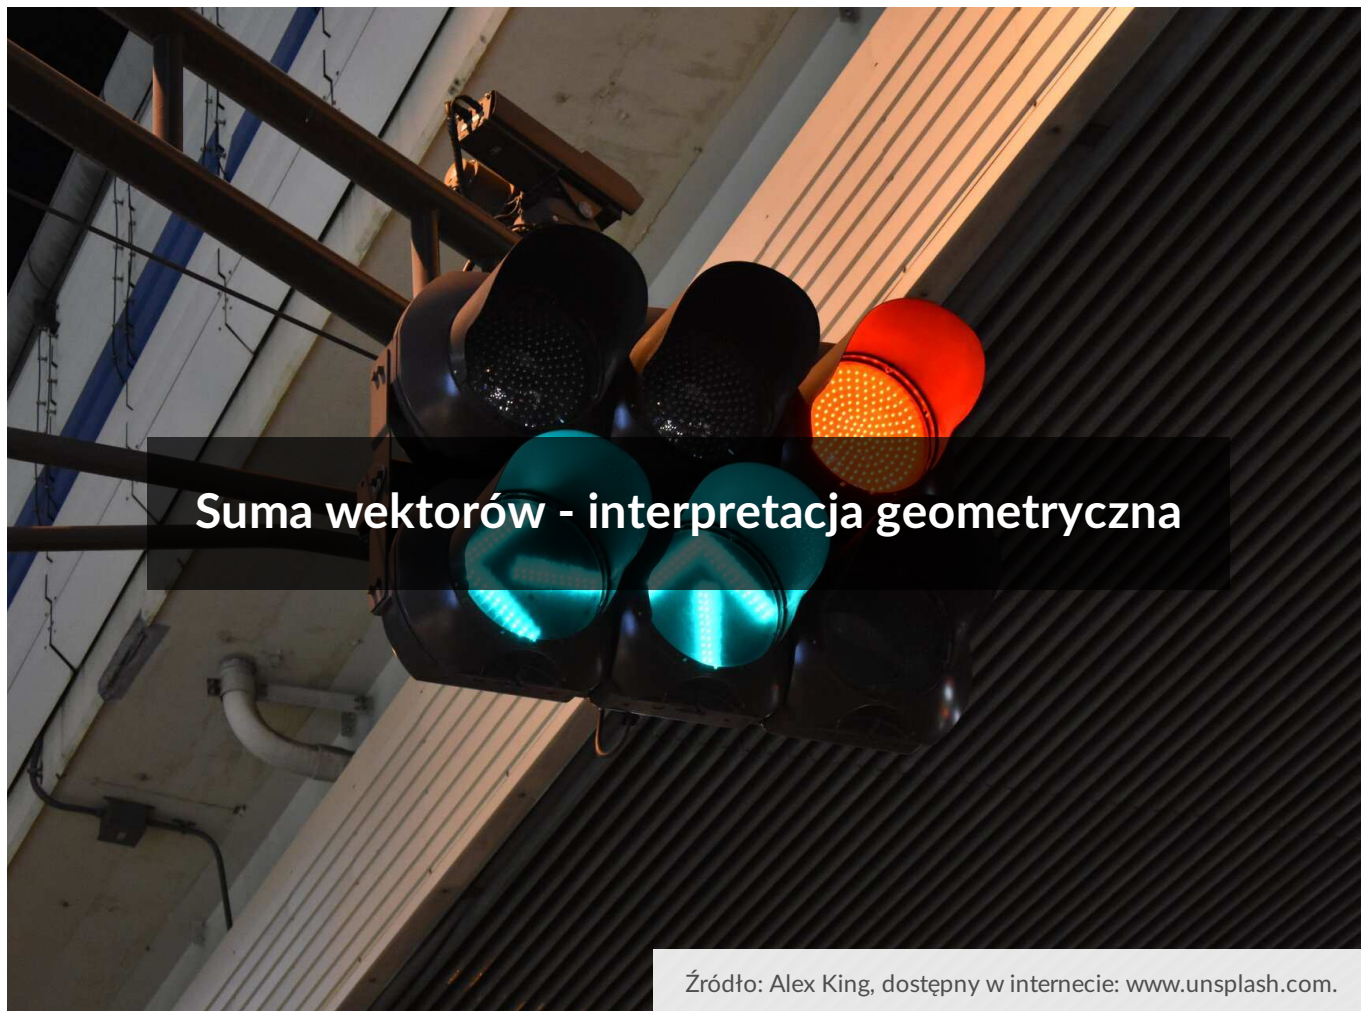 Suma wektorów - interpretacja geometryczna
Źródło: Alex King, dostępny w internecie: www.unsplash.com.